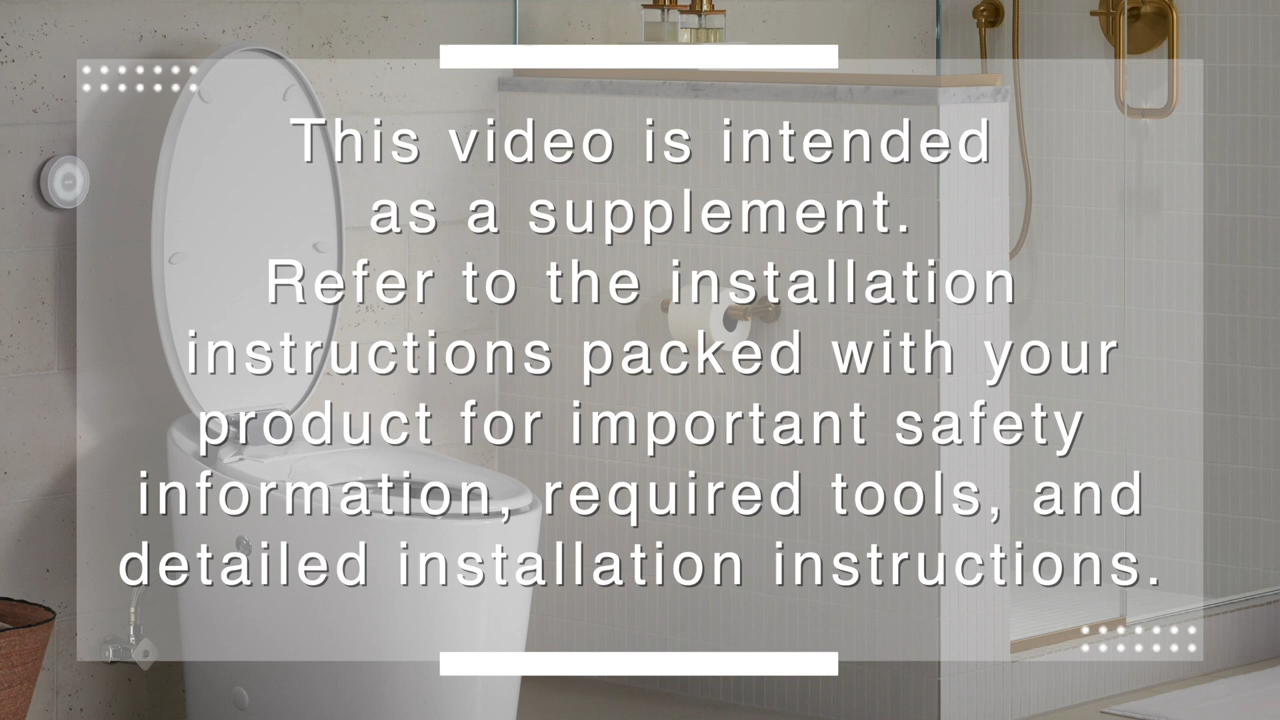 This video is intended
as a supplement.
Refer to the installation
instructions packed with your
product for important safety
information, required tools, and
detailed installation instructions.